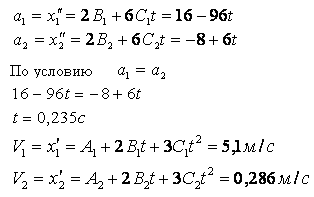 a₁ = x₁'' = 2B₁ + 6C₁t = 16 − 96t
a₂ = x₂'' = 2B₂ + 6C₂t = −8 + 6t
По условию a₁ = a₂
16 − 96t = −8 + 6t
t = 0,235c
V₁ = x₁' = A₁ + 2B₁t + 3C₁t² = 5,1м/с
V₂ = x₂' = A₂ + 2B₂t + 3C₂t² = 0,286м/с